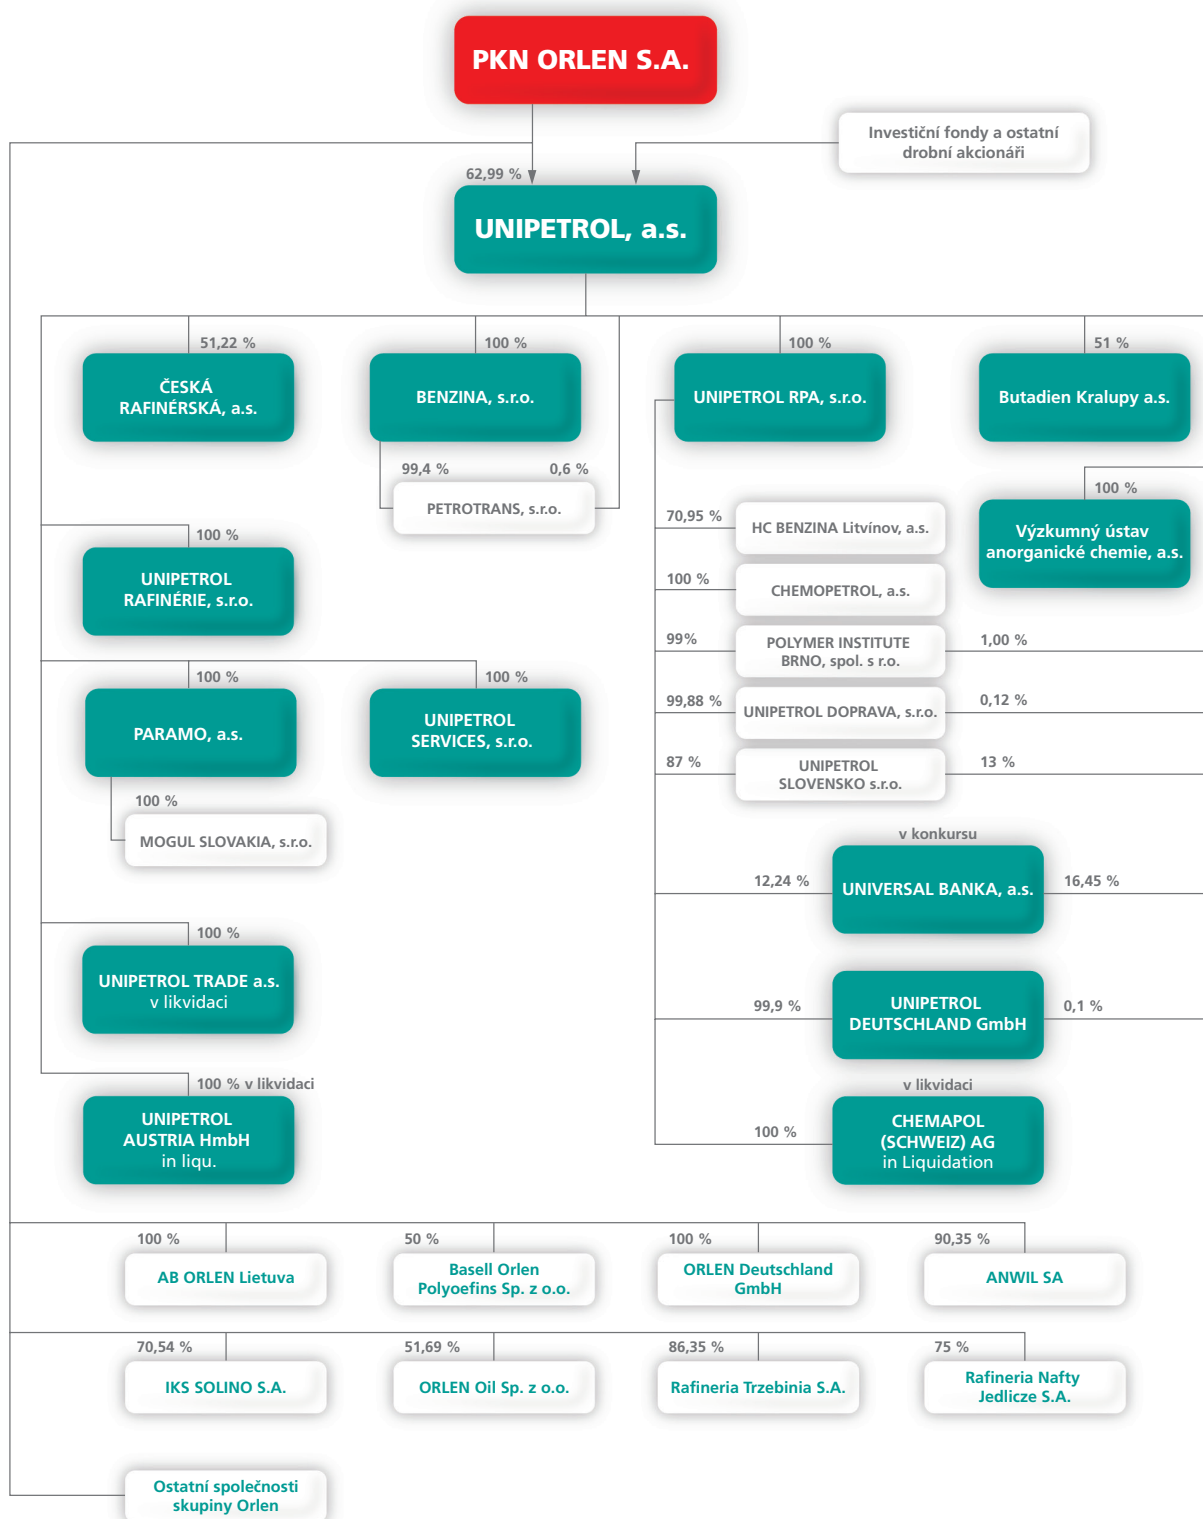 PKN ORLEN S.A.
Investiční fondy a ostatní
drobní akcionáři
62,99 %
UNIPETROL, a.s.
51,22 %
100 %
100 %
51 %
ČESKÁ
RAFINÉRSKÁ, a.s.
BENZINA, s.r.o.
UNIPETROL RPA, s.r.o.
Butadien Kralupy a.s.
99,4 %
0,6 %
PETROTRANS, s.r.o.
100 %
Výzkumný ústav
anorganické chemie, a.s.
70,95 %
HC BENZINA Litvínov, a.s.
100 %
UNIPETROL
RAFINÉRIE, s.r.o.
100 %
CHEMOPETROL, a.s.
99%
POLYMER INSTITUTE
BRNO, spol. s r.o.
1,00 %
100 %
PARAMO, a.s.
100 %
UNIPETROL
SERVICES, s.r.o.
99,88 %
UNIPETROL DOPRAVA, s.r.o.
0,12 %
87 %
UNIPETROL
SLOVENSKO s.r.o.
13 %
100 %
MOGUL SLOVAKIA, s.r.o.
v konkursu
12,24 %
UNIVERSAL BANKA, a.s.
16,45 %
100 %
UNIPETROL TRADE a.s.
v likvidaci
99,9 %
UNIPETROL
DEUTSCHLAND GmbH
0,1 %
100 % v likvidaci
UNIPETROL
AUSTRIA HmbH
in liqu.
v likvidaci
100 %
CHEMAPOL
(SCHWEIZ) AG
in Liquidation
100 %
50 %
100 %
90,35 %
AB ORLEN Lietuva
Basell Orlen
Polyoefins Sp. z o.o.
ORLEN Deutschland
GmbH
ANWIL SA
70,54 %
51,69 %
86,35 %
75 %
IKS SOLINO S.A.
ORLEN Oil Sp. z o.o.
Rafineria Trzebinia S.A.
Rafineria Nafty
Jedlicze S.A.
Ostatní společnosti
skupiny Orlen